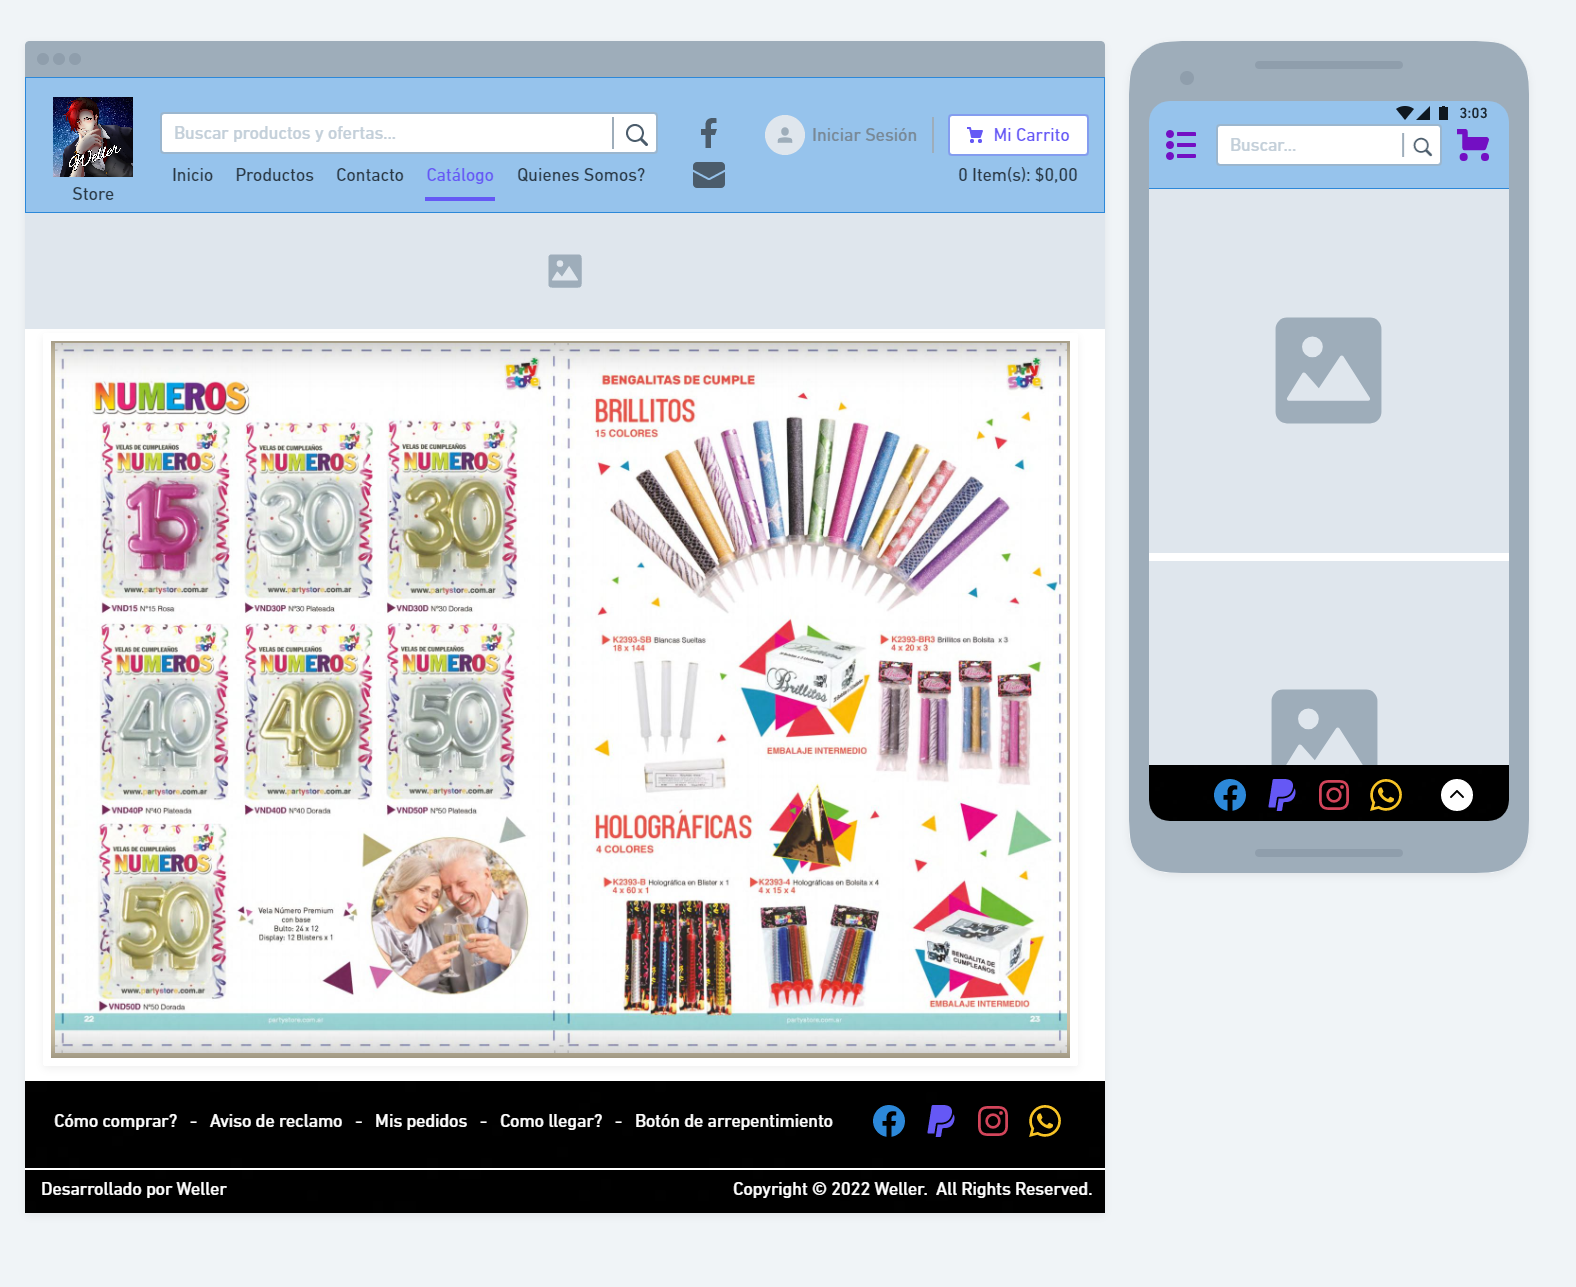 Weller
Store
Buscar productos y ofertas...
Inicio
Productos
Contacto
Catálogo
Quienes Somos?
Iniciar Sesión
Mi Carrito
0 Item(s): $0,00
PARTY STORE
NUMEROS
VELAS DE CUMPLEAÑOS
NUMEROS
15
www.partystore.com.ar
VND15 N°15 Rosa
VELAS DE CUMPLEAÑOS
NUMEROS
30
www.partystore.com.ar
VND30P N°30 Plateada
VELAS DE CUMPLEAÑOS
NUMEROS
30
www.partystore.com.ar
VND30D N°30 Dorada
VELAS DE CUMPLEAÑOS
NUMEROS
40
www.partystore.com.ar
VND40P N°40 Plateada
VELAS DE CUMPLEAÑOS
NUMEROS
40
www.partystore.com.ar
VND40D N°40 Dorada
VELAS DE CUMPLEAÑOS
NUMEROS
50
www.partystore.com.ar
VND50P N°50 Plateada
VELAS DE CUMPLEAÑOS
NUMEROS
50
www.partystore.com.ar
VND50D N°50 Dorada
Vela Número Premium
con base
Bulto: 24 x 12
Display: 12 Blisters x 1
22
partystore.com.ar
PARTY STORE
BENGALITAS DE CUMPLE
BRILLITOS
15 COLORES
K2393-SB Blancas Sueltas
18 x 144
Brillitos
EMBALAJE INTERMEDIO
K2393-BR3 Brillitos en Bolsita x 3
4 x 20 x 3
HOLOGRÁFICAS
4 COLORES
K2393-B Holográfica en Blister x 1
4 x 60 x 1
K2393-4 Holográficas en Bolsita x 4
4 x 15 x 4
BENGALITA DE
CUMPLEAÑOS
EMBALAJE INTERMEDIO
partystore.com.ar
23
Cómo comprar? - Aviso de reclamo - Mis pedidos - Como llegar? - Botón de arrepentimiento
Desarrollado por Weller
Copyright © 2022 Weller. All Rights Reserved.
3:03
Buscar...